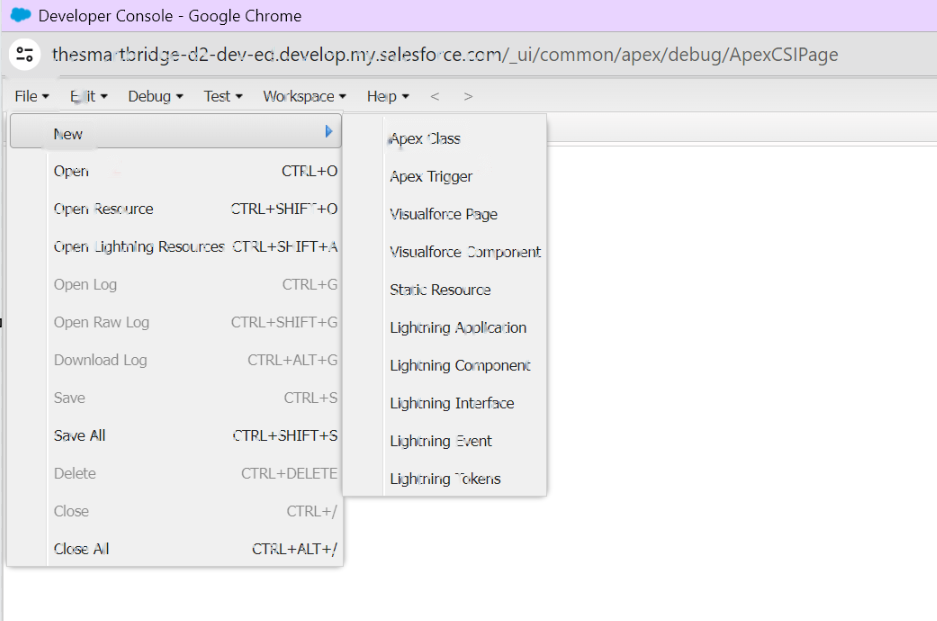 Developer Console - Google Chrome
thesmartbridge-d2-dev-ed.develop.my.salesforce.com/_ui/common/apex/debug/ApexCSIPage
File Edit Debug Test Workspace Help < >
New
Open CTRL+O
Open Resource CTRL+SHIFT+O
Open Lightning Resources CTRL+SHIFT+A
Open Log CTRL+G
Open Raw Log CTRL+SHIFT+G
Download Log CTRL+ALT+G
Save CTRL+S
Save All CTRL+SHIFT+S
Delete CTRL+DELETE
Close CTRL+/
Close All CTRL+ALT+/
Apex Class
Apex Trigger
Visualforce Page
Visualforce Component
Static Resource
Lightning Application
Lightning Component
Lightning Interface
Lightning Event
Lightning Tokens